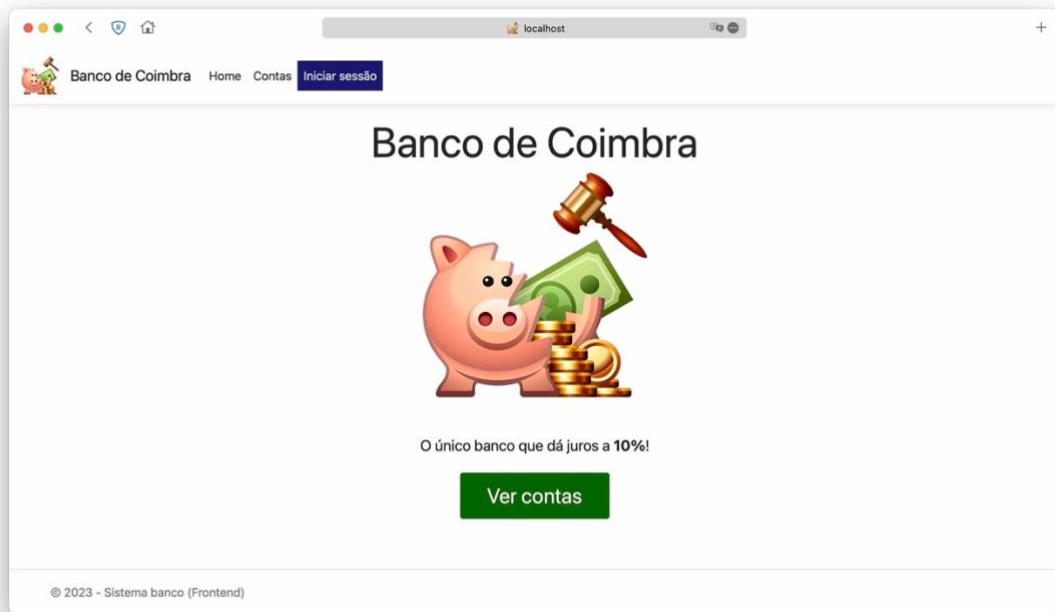 localhost
Banco de Coimbra Home Contas Iniciar sessão
Banco de Coimbra
O único banco que dá juros a 10%!
Ver contas
© 2023 - Sistema banco (Frontend)